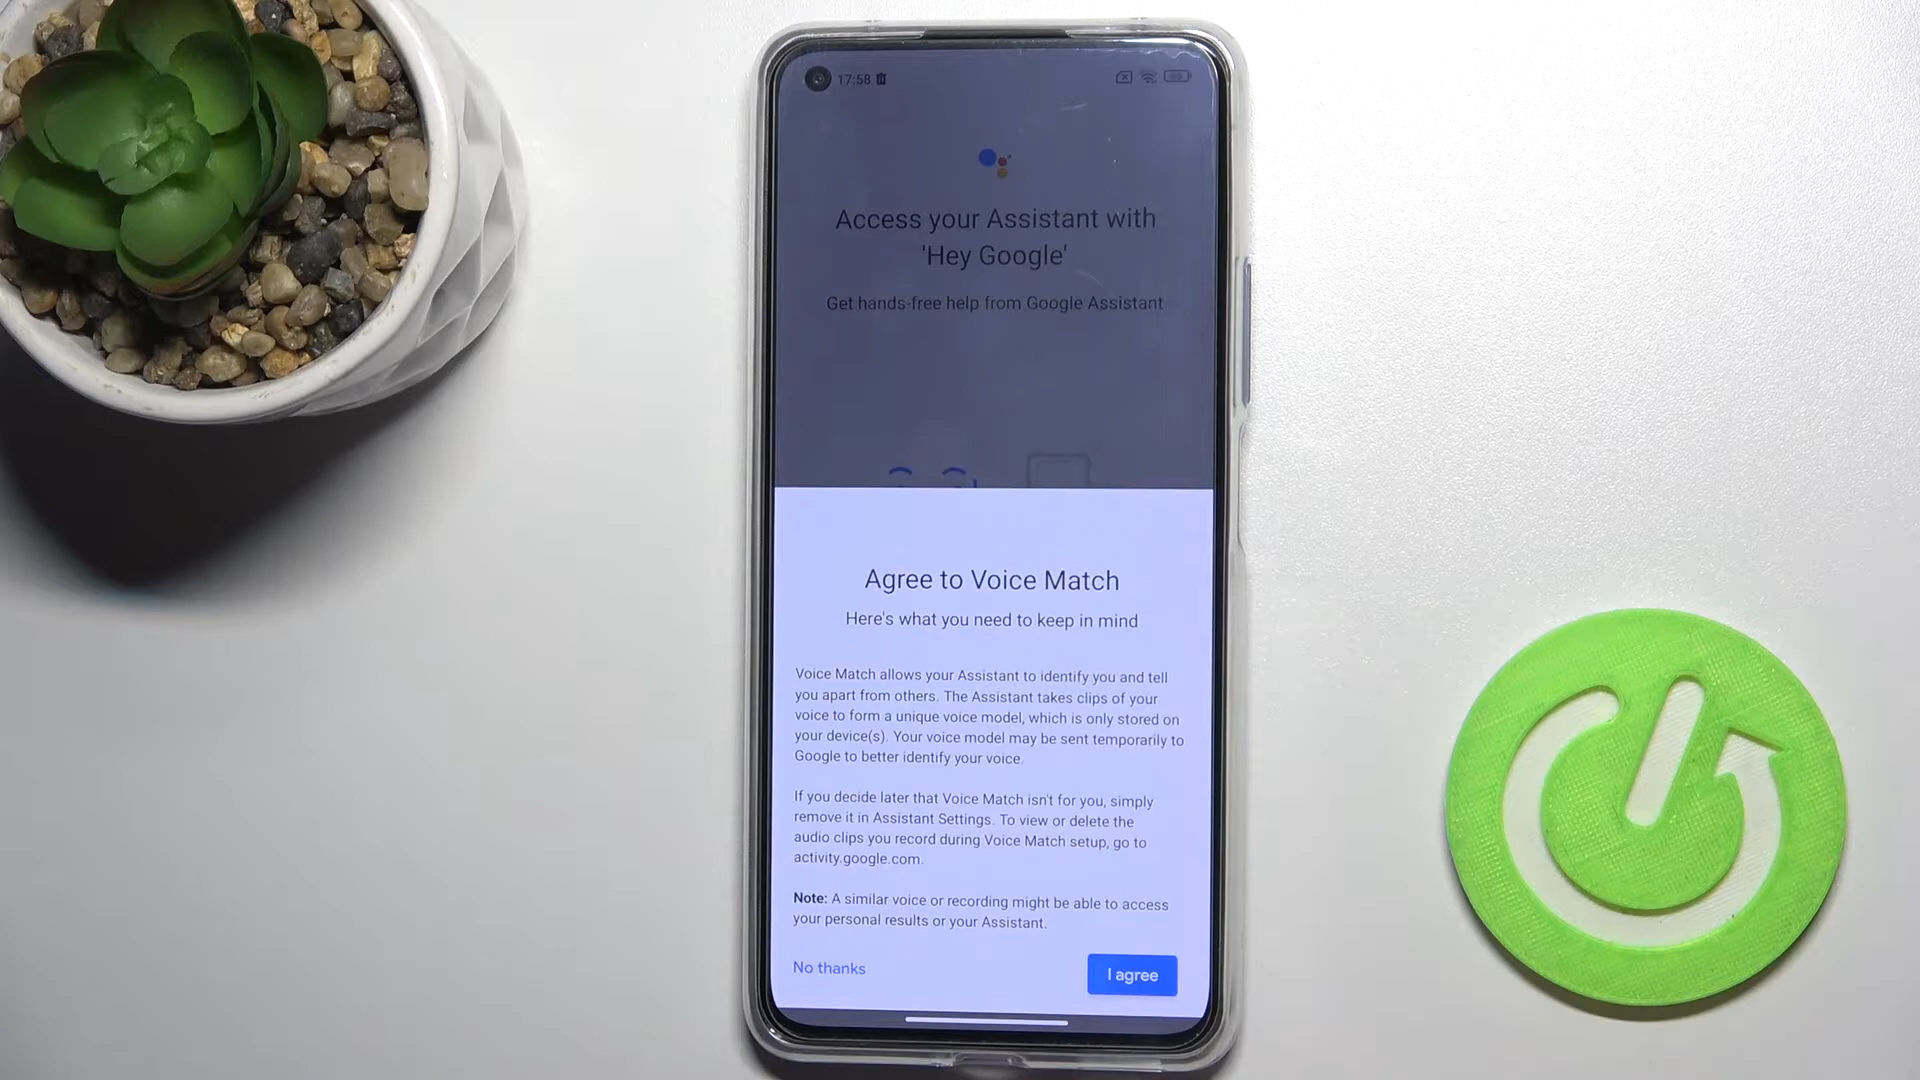 17:58
Access your Assistant with
'Hey Google'
Get hands-free help from Google Assistant
Agree to Voice Match
Here's what you need to keep in mind
Voice Match allows your Assistant to identify you and tell
you apart from others. The Assistant takes clips of your
voice to form a unique voice model, which is only stored on
your device(s). Your voice model may be sent temporarily to
Google to better identify your voice.
If you decide later that Voice Match isn't for you, simply
remove it in Assistant Settings. To view or delete the
audio clips you record during Voice Match setup, go to
activity.google.com.
Note: A similar voice or recording might be able to access
your personal results or your Assistant.
No thanks
I agree